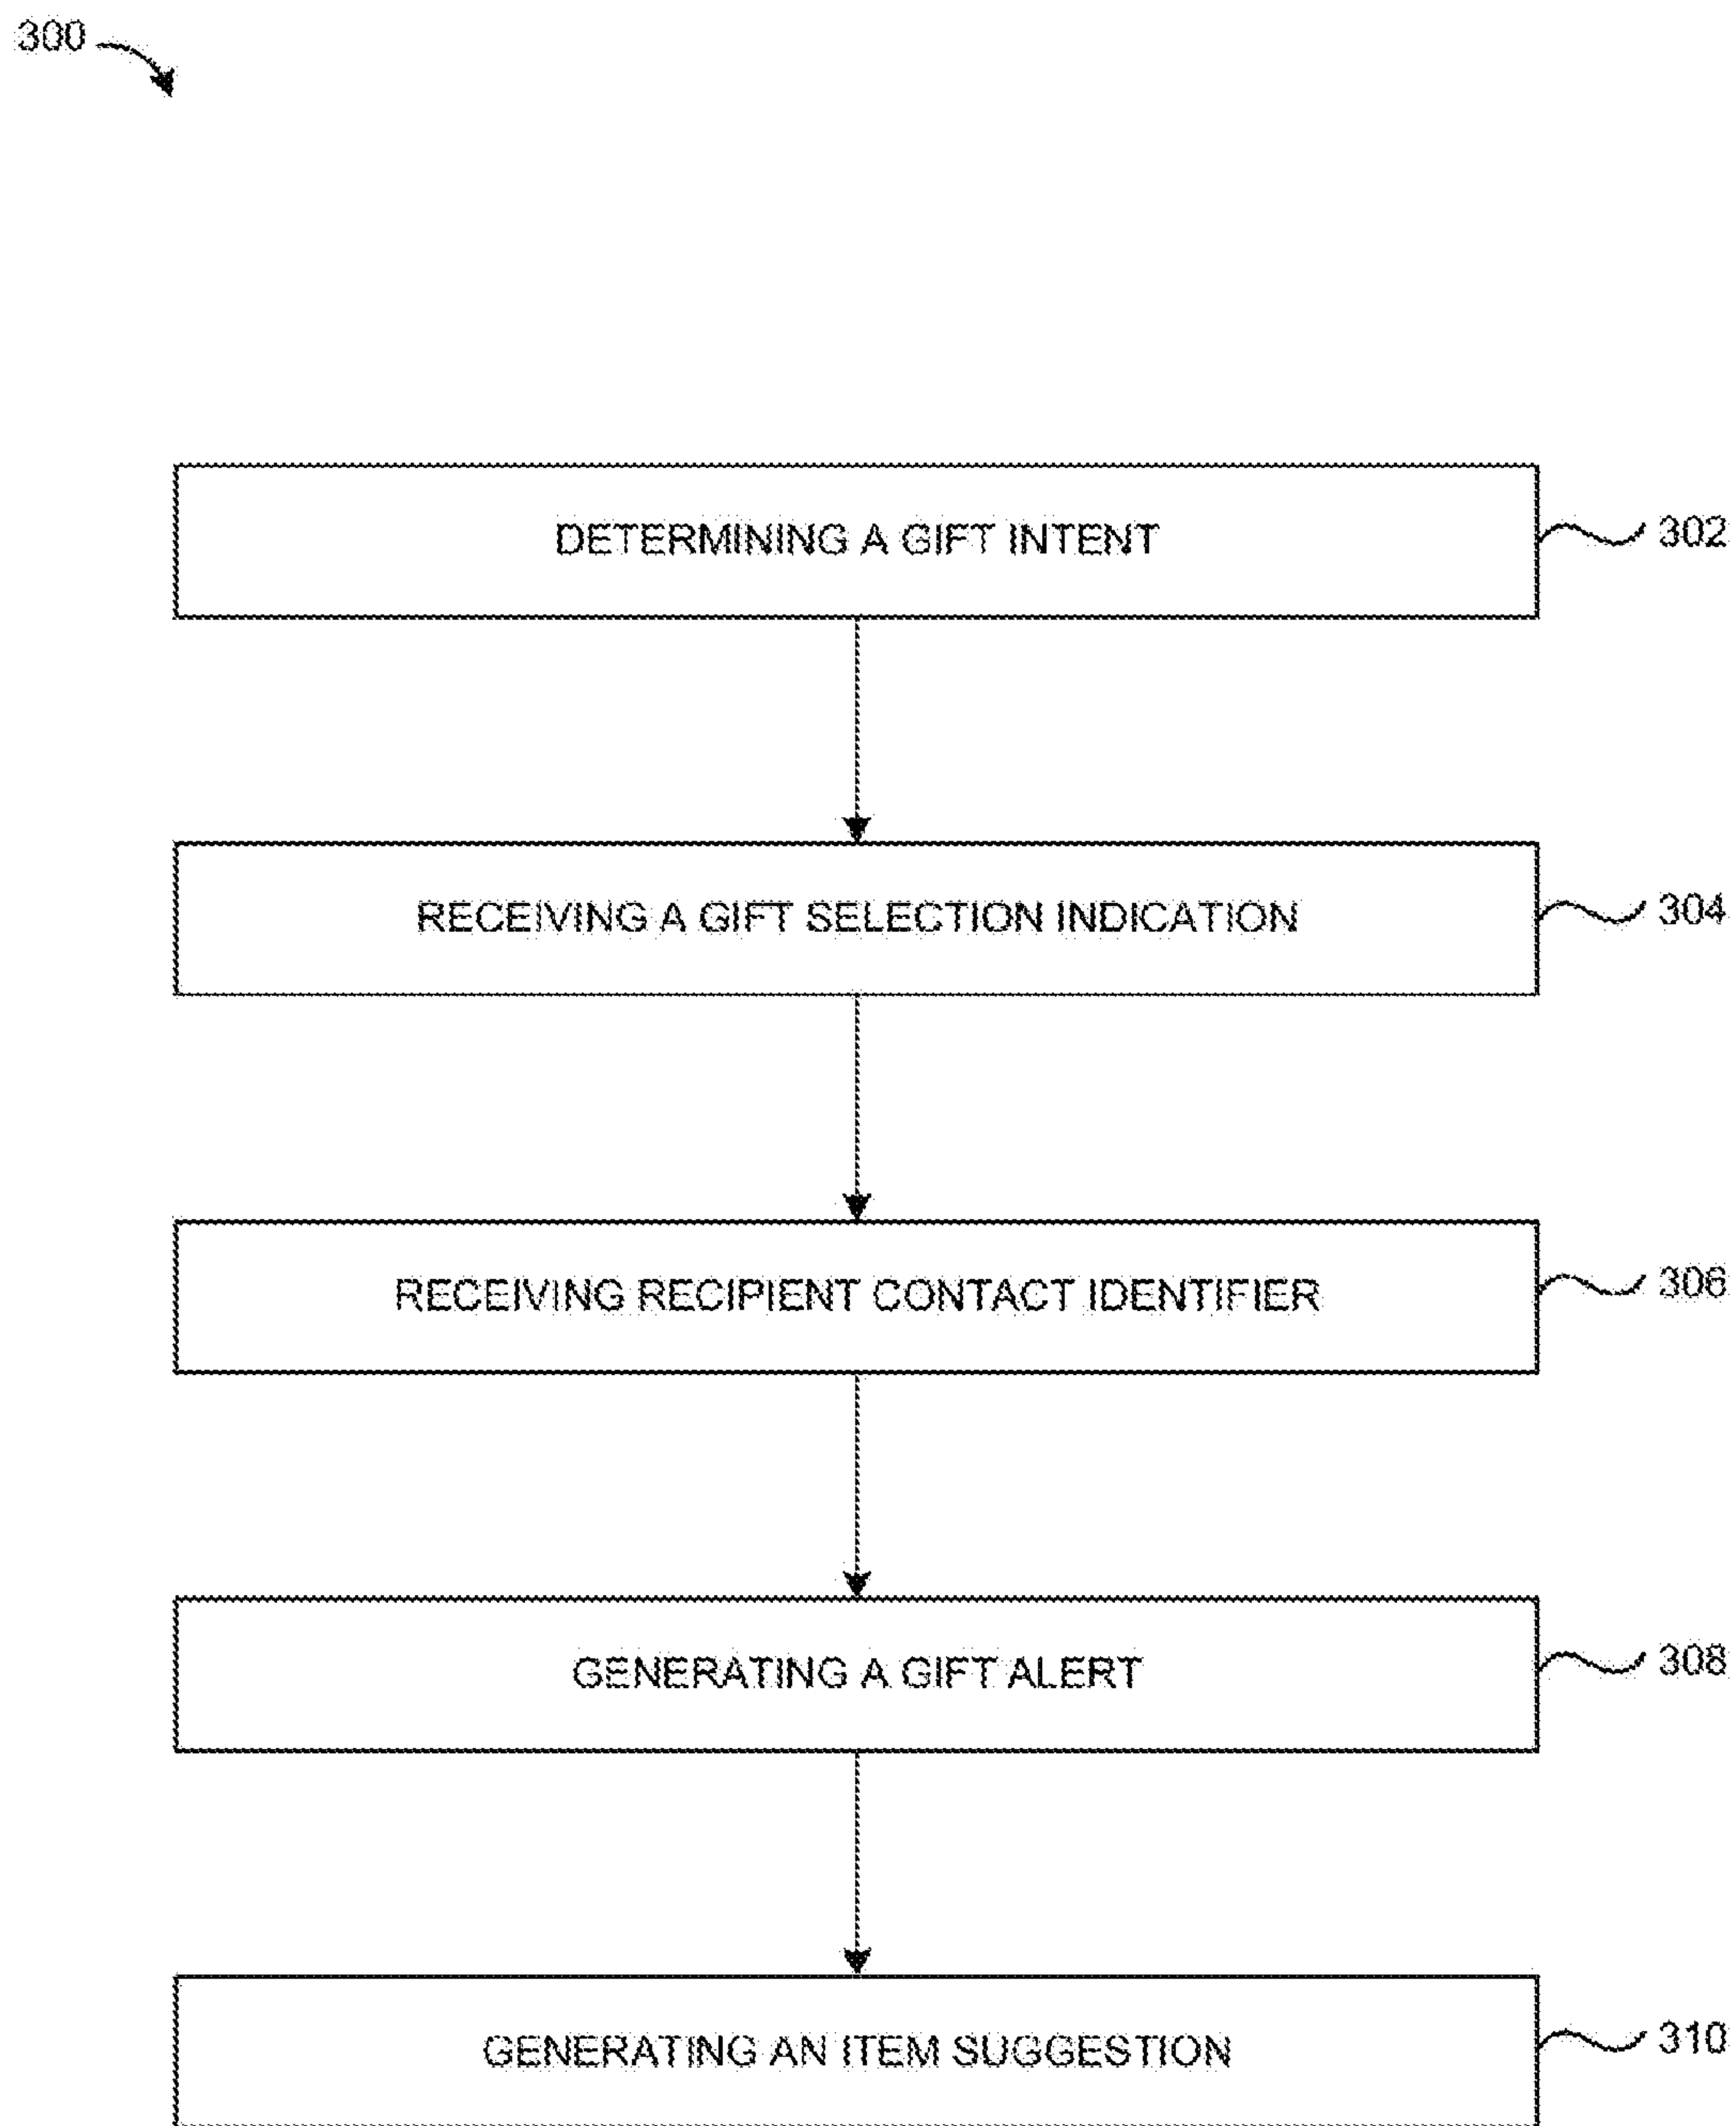 300
DETERMINING A GIFT INTENT
302
RECEIVING A GIFT SELECTION INDICATION
304
RECEIVING RECIPIENT CONTACT IDENTIFIER
306
GENERATING A GIFT ALERT
308
GENERATING AN ITEM SUGGESTION
310